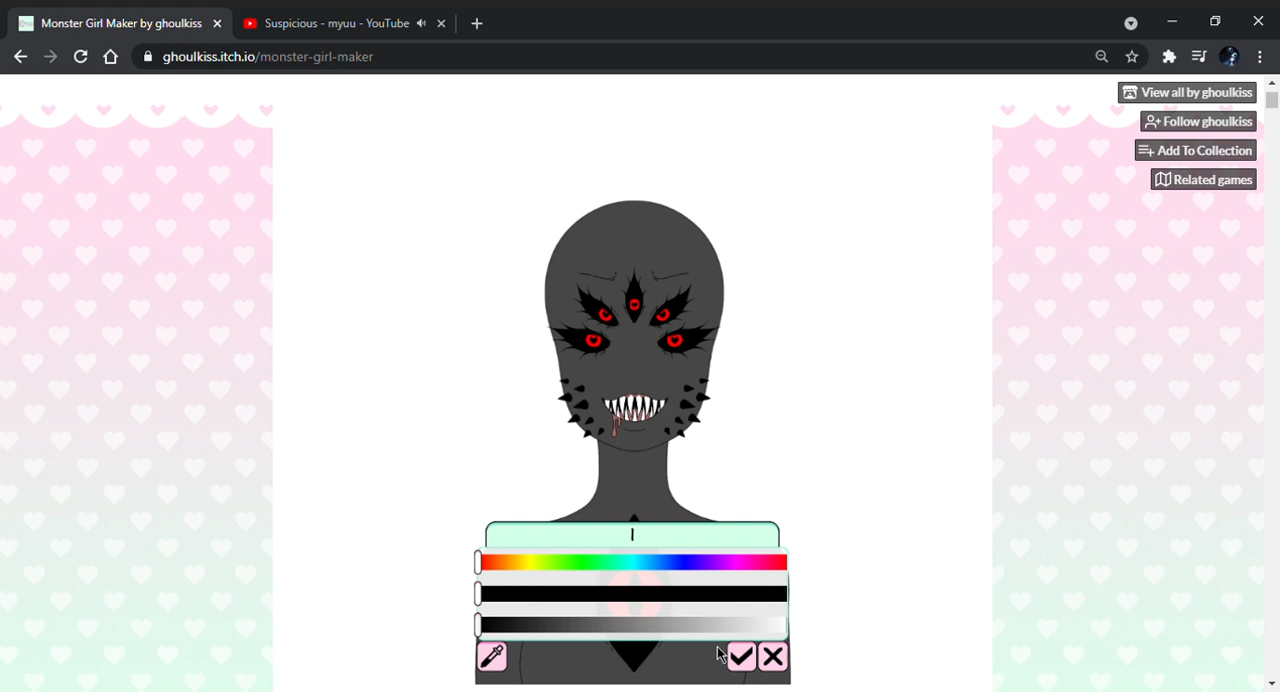 Monster Girl Maker by ghoulkiss
Suspicious - myuu - YouTube
ghoulkiss.itch.io/monster-girl-maker
View all by ghoulkiss
Follow ghoulkiss
Add To Collection
Related games